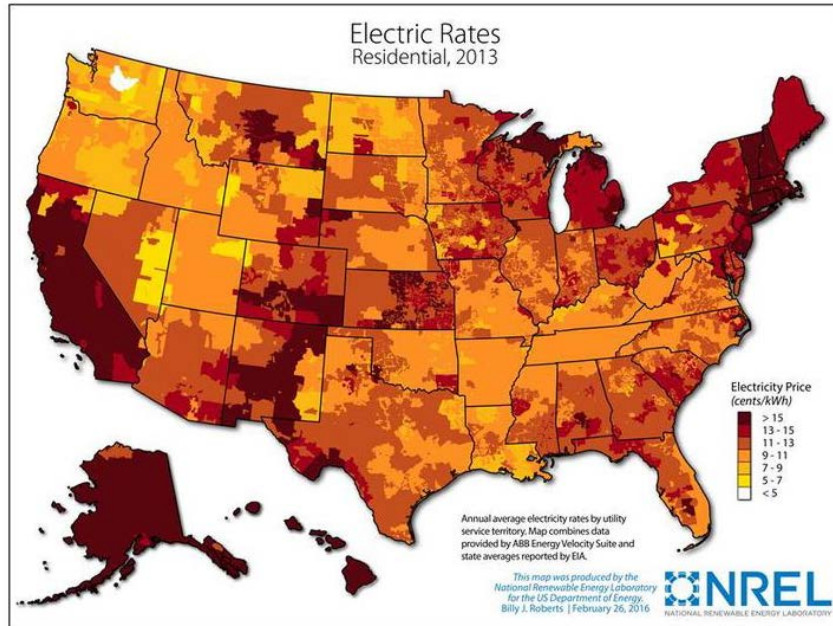 Electric Rates
Residential, 2013
Electricity Price
(cents/kWh)
> 15
13 - 15
11 - 13
9 - 11
7 - 9
5 - 7
< 5
Annual average electricity rates by utility
service territory. Map combines data
provided by ABB Energy Velocity Suite and
state averages reported by EIA.
This map was produced by the
National Renewable Energy Laboratory
for the US Department of Energy.
Billy J. Roberts | February 26, 2016
NREL
NATIONAL RENEWABLE ENERGY LABORATORY